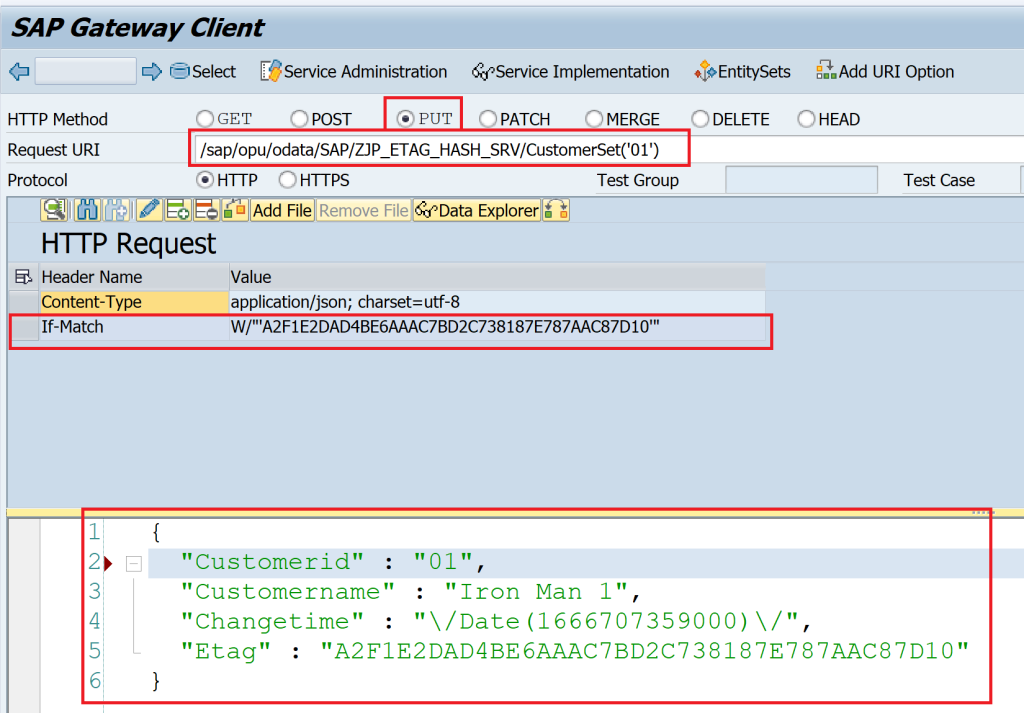 SAP Gateway Client
Select Service Administration Service Implementation EntitySets Add URI Option
HTTP Method GET POST PUT PATCH MERGE DELETE HEAD
Request URI /sap/opu/odata/SAP/ZJP_ETAG_HASH_SRV/CustomerSet('01')
Protocol HTTP HTTPS Test Group Test Case
Add File Remove File Data Explorer
HTTP Request
Header Name Value
Content-Type application/json; charset=utf-8
If-Match W/"'A2F1E2DAD4BE6AAAC7BD2C738187E787AAC87D10'"
1 {
2 "Customerid" : "01",
3 "Customername" : "Iron Man 1",
4 "Changetime" : "\/Date(1666707359000)\/",
5 "Etag" : "A2F1E2DAD4BE6AAAC7BD2C738187E787AAC87D10"
6 }